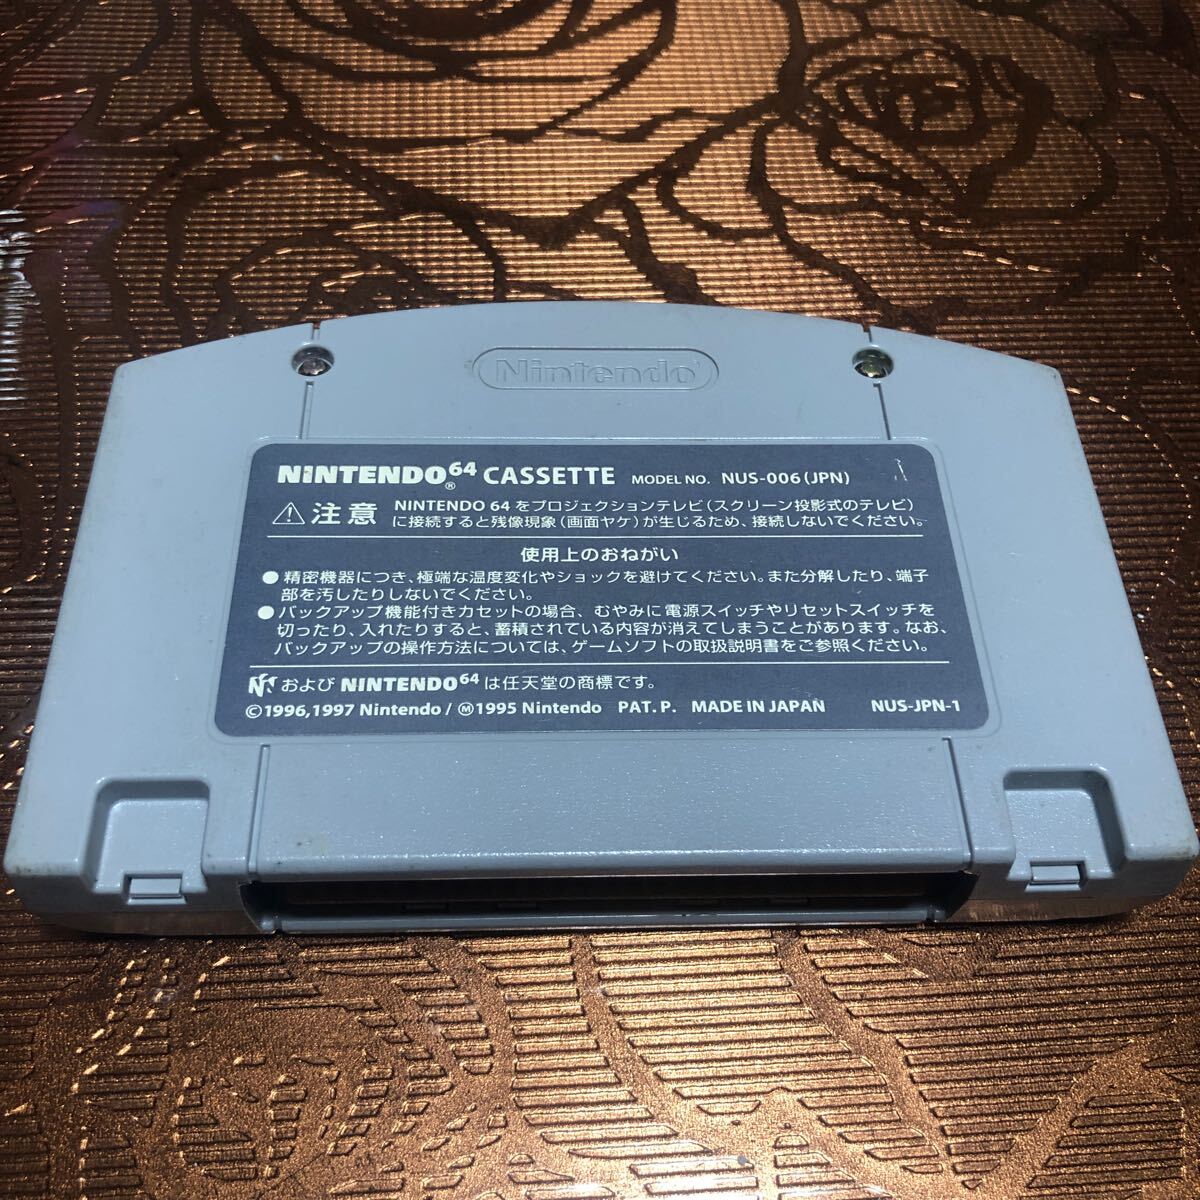 Nintendo
NINTENDO64® CASSETTE MODEL NO. NUS-006(JPN)
⚠注意 NINTENDO 64をプロジェクションテレビ(スクリーン投影式のテレビ)
に接続すると残像現象(画面ヤケ)が生じるため、接続しないでください。
使用上のおねがい
●精密機器につき、極端な温度変化やショックを避けてください。また分解したり、端子
部を汚したりしないでください。
●バックアップ機能付きカセットの場合、むやみに電源スイッチやリセットスイッチを
切ったり、入れたりすると、蓄積されている内容が消えてしまうことがあります。なお、
バックアップの操作方法については、ゲームソフトの取扱説明書をご参照ください。
および NINTENDO64 は任天堂の商標です。
©1996,1997 Nintendo / Ⓜ1995 Nintendo PAT. P. MADE IN JAPAN NUS-JPN-1